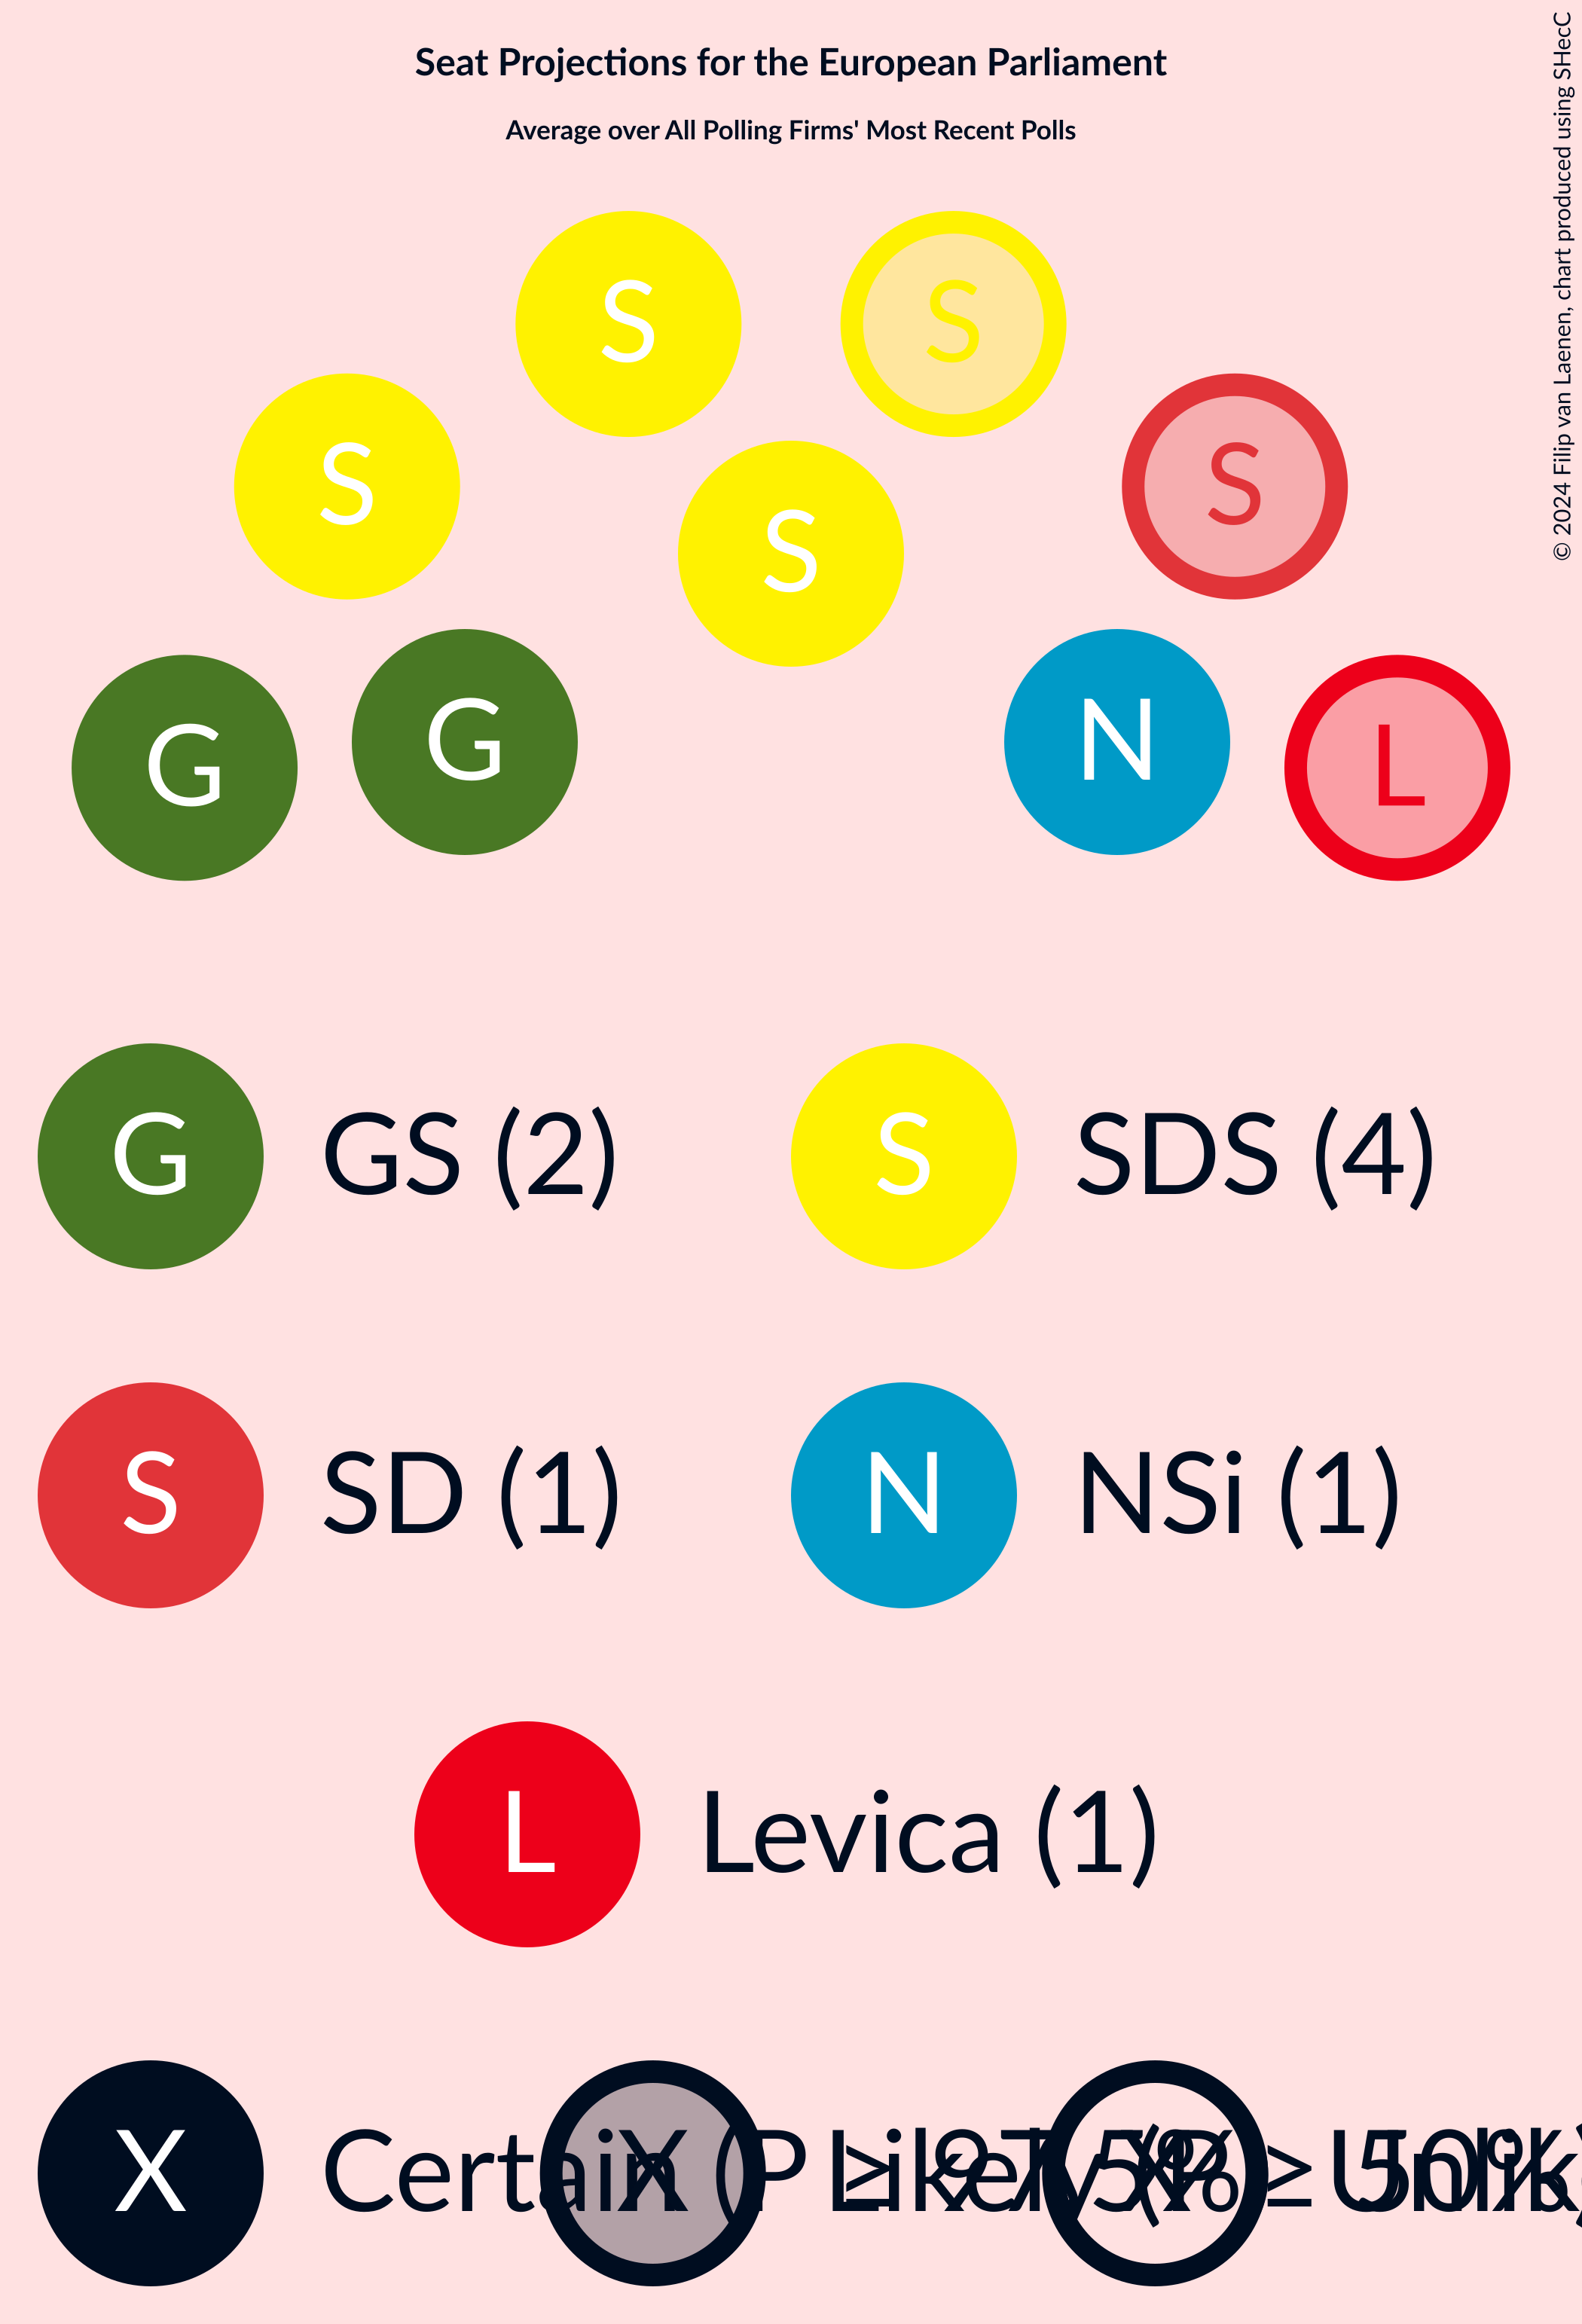 Seat Projections for the European Parliament
Average over All Polling Firms' Most Recent Polls
© 2024 Filip van Laenen, chart produced using SHecC
S S
S S
S
G G N L
G GS (2) S SDS (4)
S SD (1) N NSi (1)
L Levica (1)
X Certain (P ≥ 97.5%) X Likely (P ≥ 50%) X